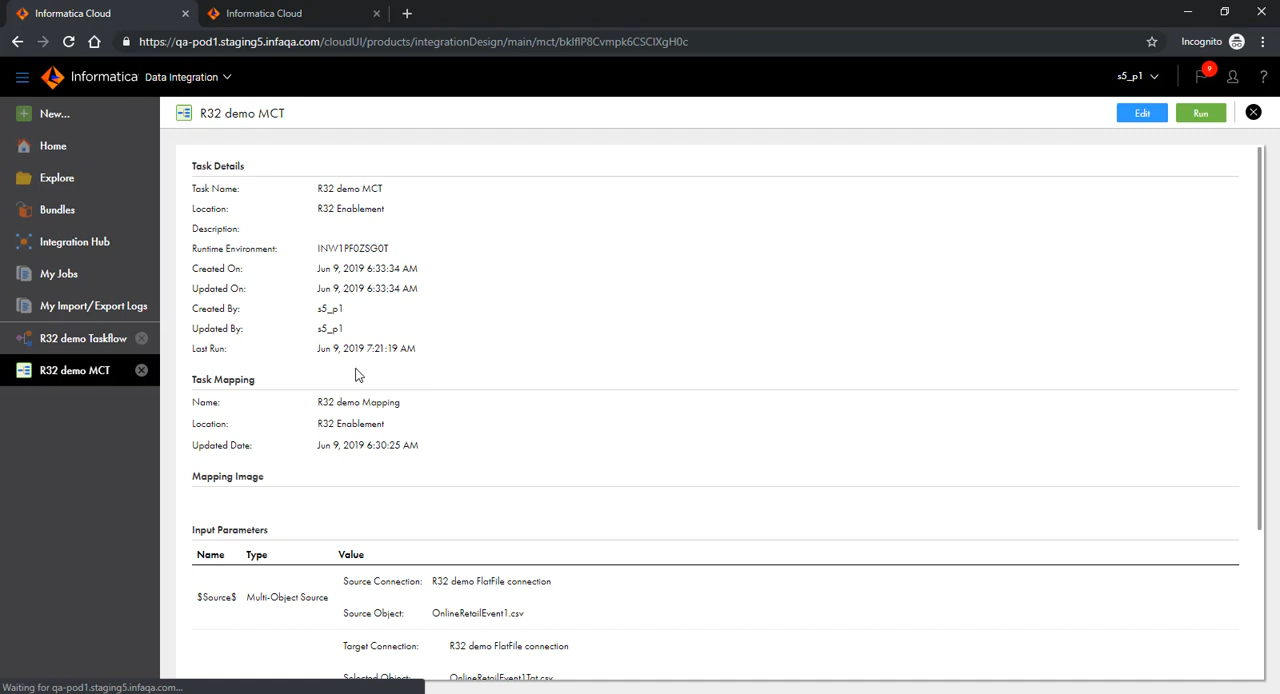 Informatica Cloud
Informatica Cloud
https://qa-pod1.staging5.infaqa.com/cloudUI/products/integrationDesign/main/mct/bkIfIP8Cvmpk6CSClXgH0c
Incognito
Informatica Data Integration
s5_p1
9
?
New...
Home
Explore
Bundles
Integration Hub
My Jobs
My Import/Export Logs
R32 demo Taskflow
R32 demo MCT
R32 demo MCT
Edit
Run
Task Details
Task Name: R32 demo MCT
Location: R32 Enablement
Description:
Runtime Environment: INW1PF0ZSG0T
Created On: Jun 9, 2019 6:33:34 AM
Updated On: Jun 9, 2019 6:33:34 AM
Created By: s5_p1
Updated By: s5_p1
Last Run: Jun 9, 2019 7:21:19 AM
Task Mapping
Name: R32 demo Mapping
Location: R32 Enablement
Updated Date: Jun 9, 2019 6:30:25 AM
Mapping Image
Input Parameters
Name Type Value
Source Connection: R32 demo FlatFile connection
$Source$ Multi-Object Source
Source Object: OnlineRetailEvent1.csv
Target Connection: R32 demo FlatFile connection
Selected Object: OnlineRetailEvent1Tgt.csv
Waiting for qa-pod1.staging5.infaqa.com...